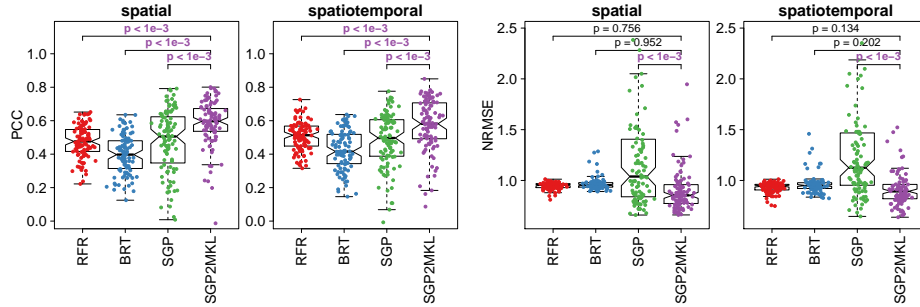 spatial
p < 1e−3
p < 1e−3
p < 1e−3
PCC
1.0
0.8
0.6
0.4
0.2
0.0
RFR
BRT
SGP
SGP2MKL
spatiotemporal
p < 1e−3
p < 1e−3
p < 1e−3
1.0
0.8
0.6
0.4
0.2
0.0
RFR
BRT
SGP
SGP2MKL
spatial
p = 0.756
p = 0.952
p < 1e−3
NRMSE
2.5
2.0
1.5
1.0
RFR
BRT
SGP
SGP2MKL
spatiotemporal
p = 0.134
p = 0.202
p < 1e−3
2.5
2.0
1.5
1.0
RFR
BRT
SGP
SGP2MKL